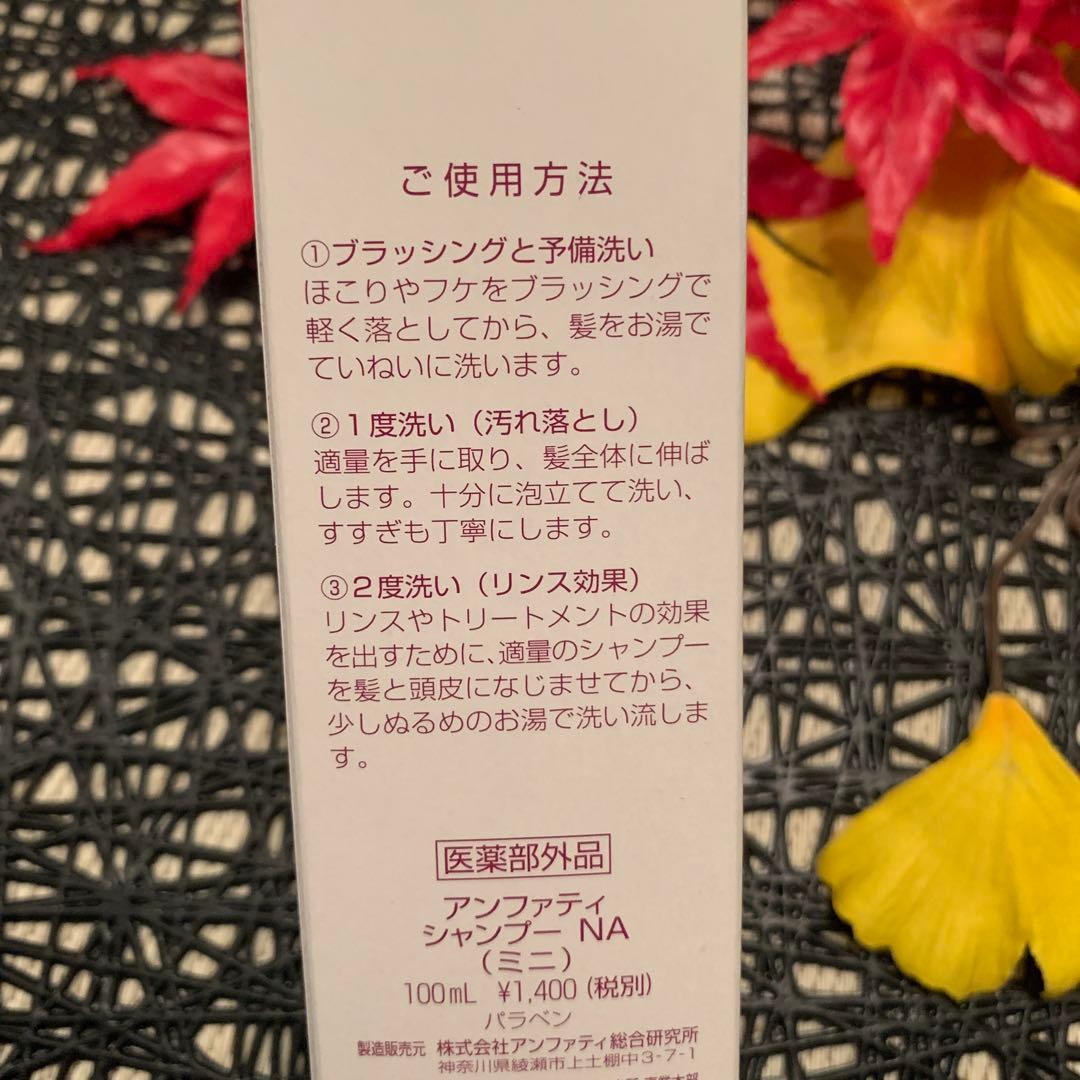 ご使用方法
①ブラッシングと予備洗い
ほこりやフケをブラッシングで
軽く落としてから、髪をお湯で
ていねいに洗います。
②1度洗い（汚れ落とし）
適量を手に取り、髪全体に伸ば
します。十分に泡立てて洗い、
すすぎも丁寧にします。
③2度洗い（リンス効果）
リンスやトリートメントの効果
を出すために、適量のシャンプー
を髪と頭皮になじませてから、
少しぬるめのお湯で洗い流しま
す。
医薬部外品
アンファティ
シャンプー NA
（ミニ）
100mL ¥1,400（税別）
パラベン
製造販売元 株式会社アンファティ総合研究所
神奈川県綾瀬市上土棚中3-7-1